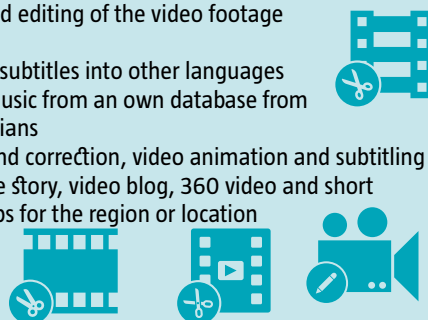 d editing of the video footage
subtitles into other languages
usic from an own database from
ians
nd correction, video animation and subtitling
e story, video blog, 360 video and short
os for the region or location